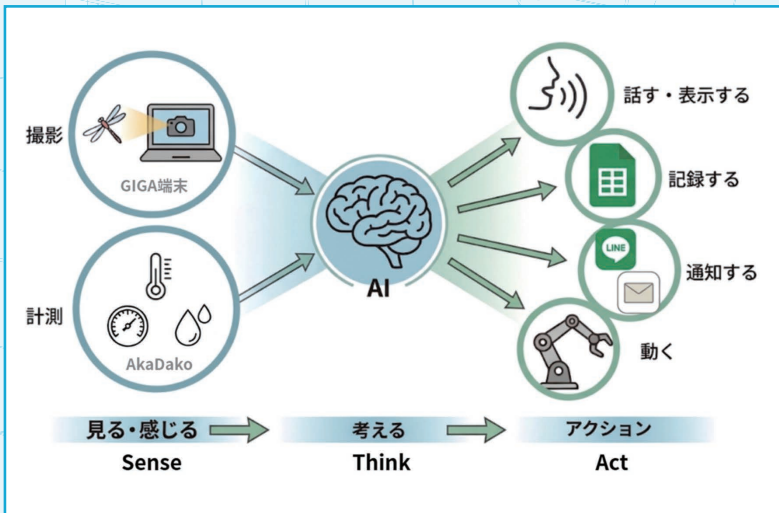 撮影
GIGA端末
計測
AkaDako
AI
話す・表示する
記録する
LINE
通知する
動く
見る・感じる
Sense
考える
Think
アクション
Act